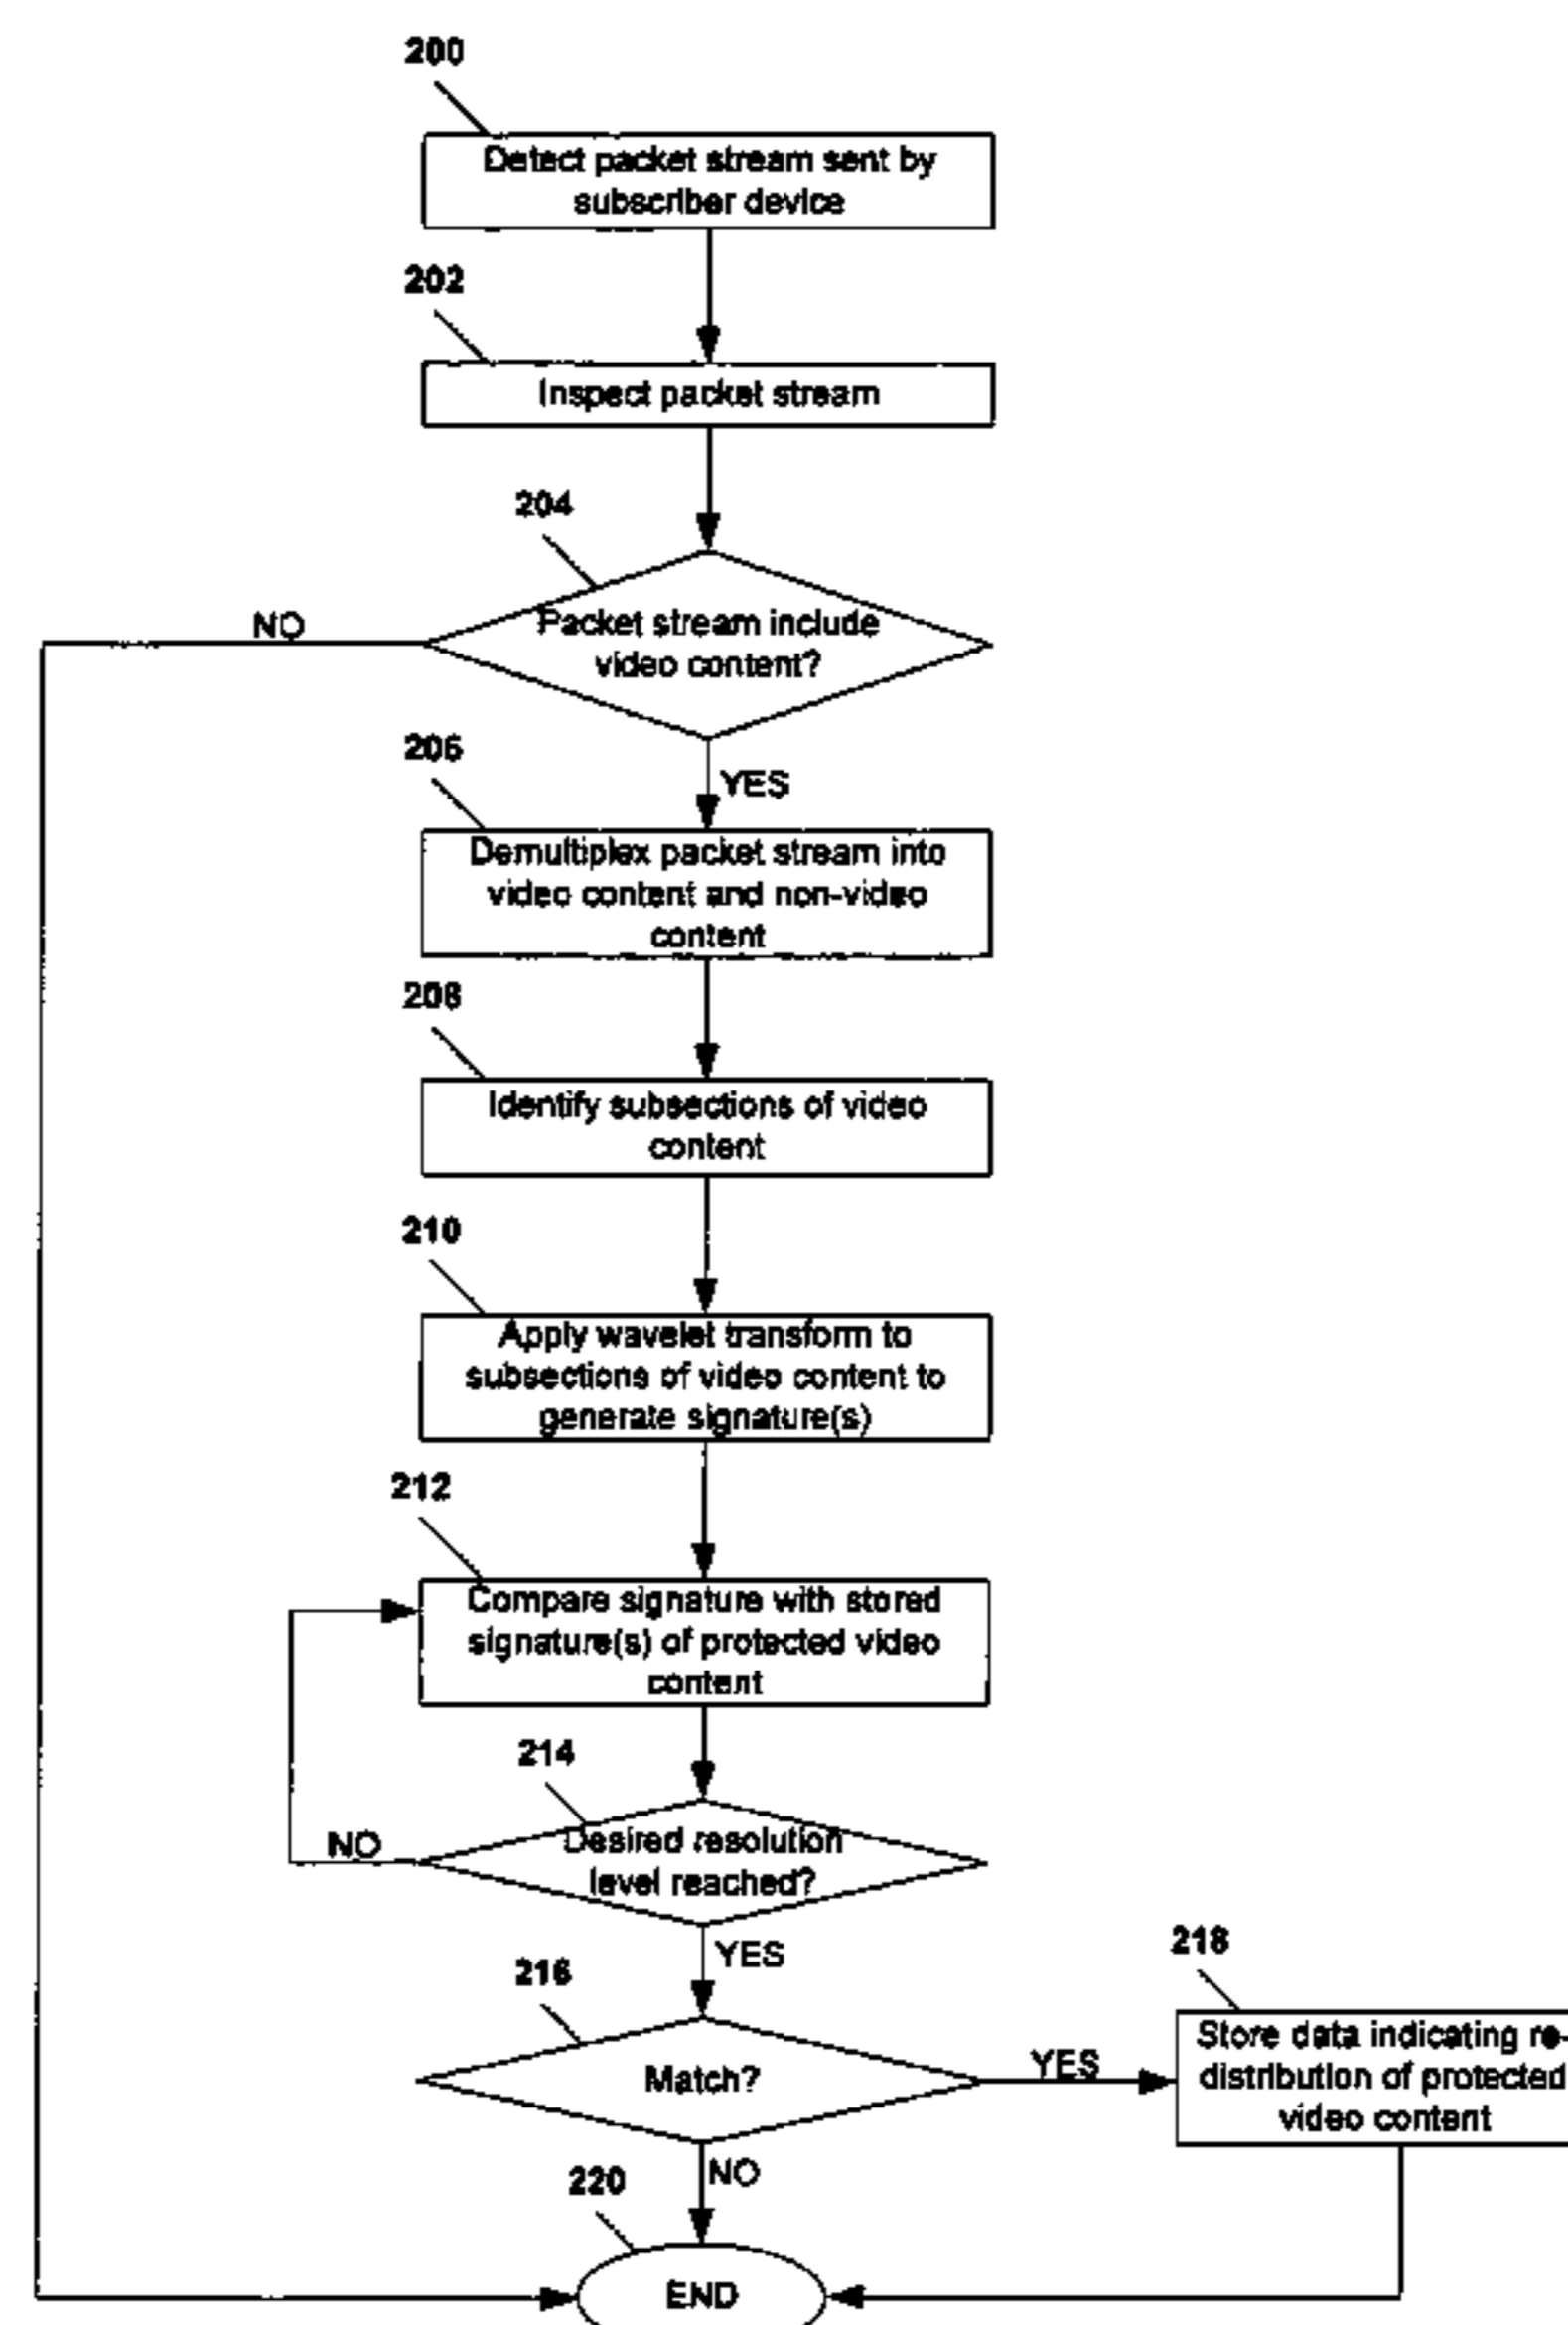 200
Detect packet stream sent by
subscriber device
202
Inspect packet stream
204
Packet stream include
video content?
NO
YES
206
Demultiplex packet stream into
video content and non-video
content
208
Identify subsections of video
content
210
Apply wavelet transform to
subsections of video content to
generate signature(s)
212
Compare signature with stored
signature(s) of protected video
content
214
Desired resolution
level reached?
NO
YES
216
Match?
YES
218
Store data indicating re-
distribution of protected
video content
NO
220
END